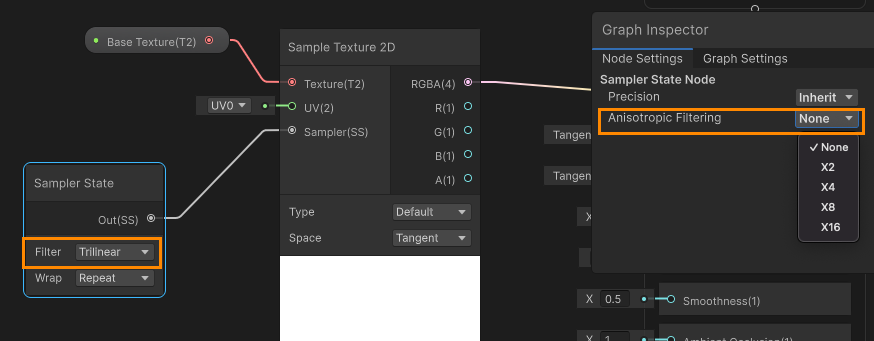 Base Texture(T2)
Sample Texture 2D
Texture(T2)
RGBA(4)
UV0
UV(2)
R(1)
Sampler(SS)
G(1)
B(1)
A(1)
Type
Default
Space
Tangent
Sampler State
Out(SS)
Filter
Trilinear
Wrap
Repeat
Graph Inspector
Node Settings
Graph Settings
Sampler State Node
Precision
Inherit
Anisotropic Filtering
None
✓ None
X2
X4
X8
X16
Tangen
Tangen
X
X 0.5
Smoothness(1)
X 1
Ambient Occlusion(1)